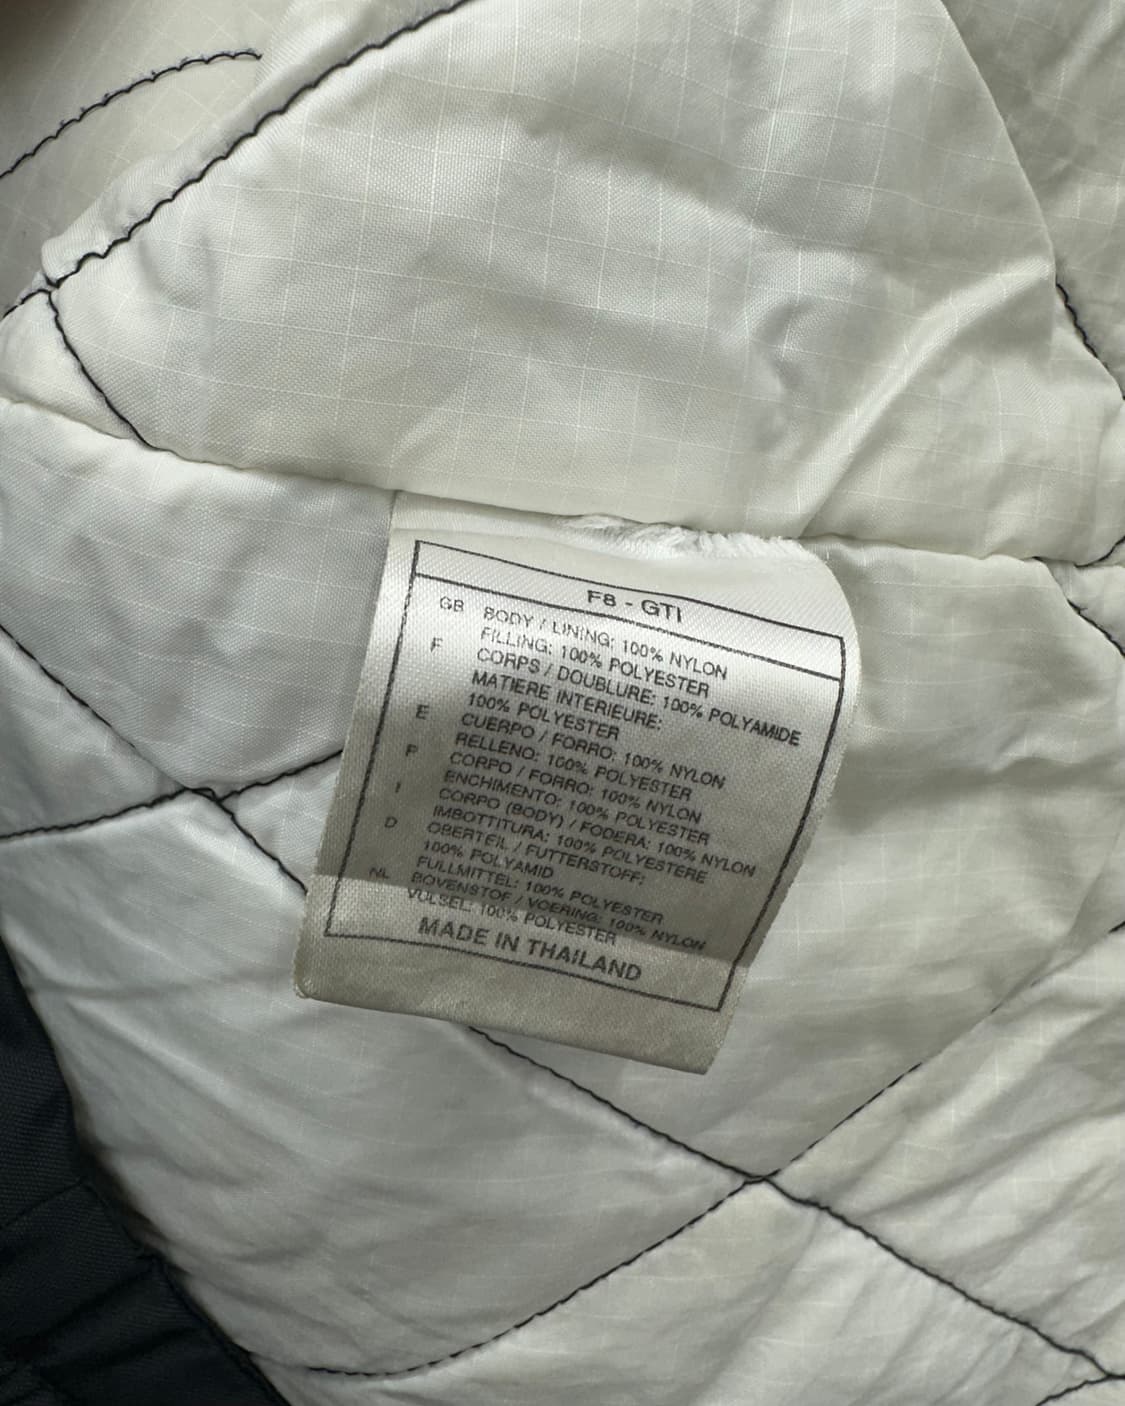 F8 - GTI
GB BODY / LINING: 100% NYLON
FILLING: 100% POLYESTER
F CORPS / DOUBLURE: 100% POLYAMIDE
MATIERE INTERIEURE:
100% POLYESTER
E CUERPO / FORRO: 100% NYLON
RELLENO: 100% POLYESTER
P CORPO / FORRO: 100% NYLON
ENCHIMENTO: 100% POLYESTER
I CORPO (BODY) / FODERA: 100% NYLON
IMBOTTITURA: 100% POLYESTERE
D OBERTEIL / FUTTERSTOFF:
100% POLYAMID
FULLMITTEL: 100% POLYESTER
NL BOVENSTOF / VOERING: 100% NYLON
VULSEL: 100% POLYESTER
MADE IN THAILAND